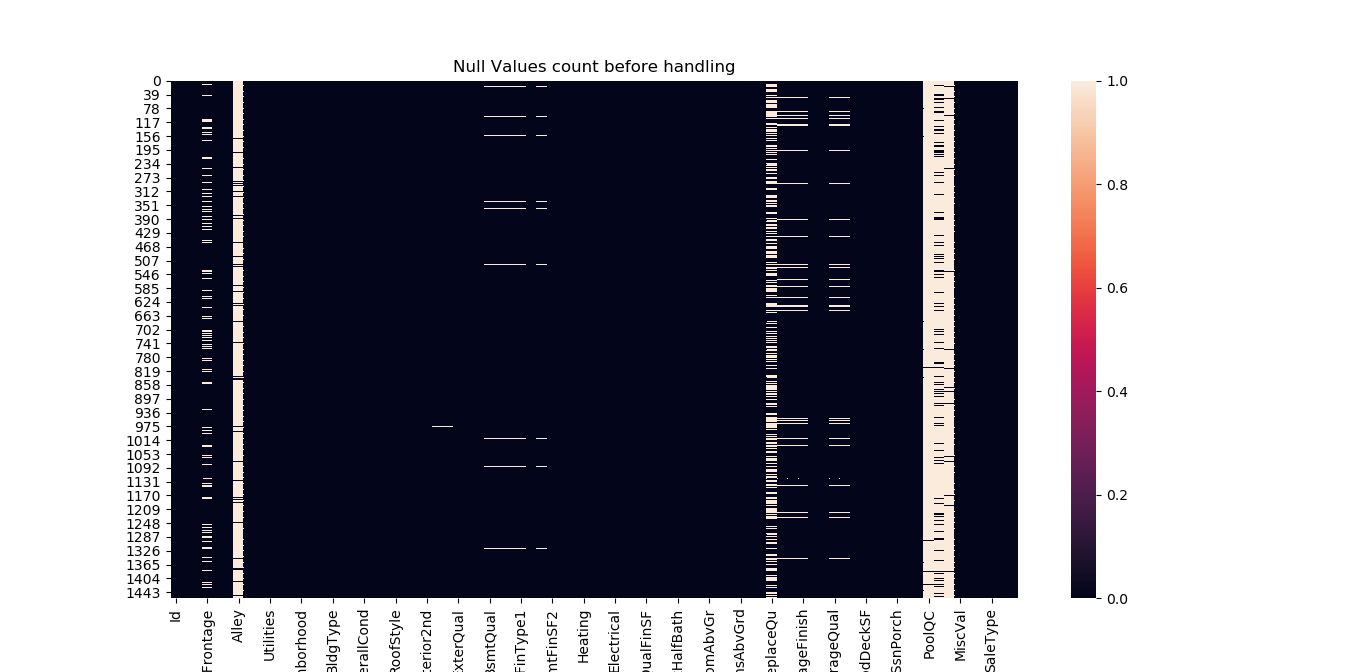 Null Values count before handling
0
39
78
117
156
195
234
273
312
351
390
429
468
507
546
585
624
663
702
741
780
819
858
897
936
975
1014
1053
1092
1131
1170
1209
1248
1287
1326
1365
1404
1443
Id
Frontage
Alley
Utilities
nborhood
BldgType
erallCond
RoofStyle
terior2nd
ExterQual
smtQual
FinType1
mtFinSF2
Heating
Electrical
ualFinSF
HalfBath
omAbvGr
nsAbvGrd
eplaceQu
ageFinish
rageQual
dDeckSF
SsnPorch
PoolQC
MiscVal
SaleType
1.0
0.8
0.6
0.4
0.2
0.0